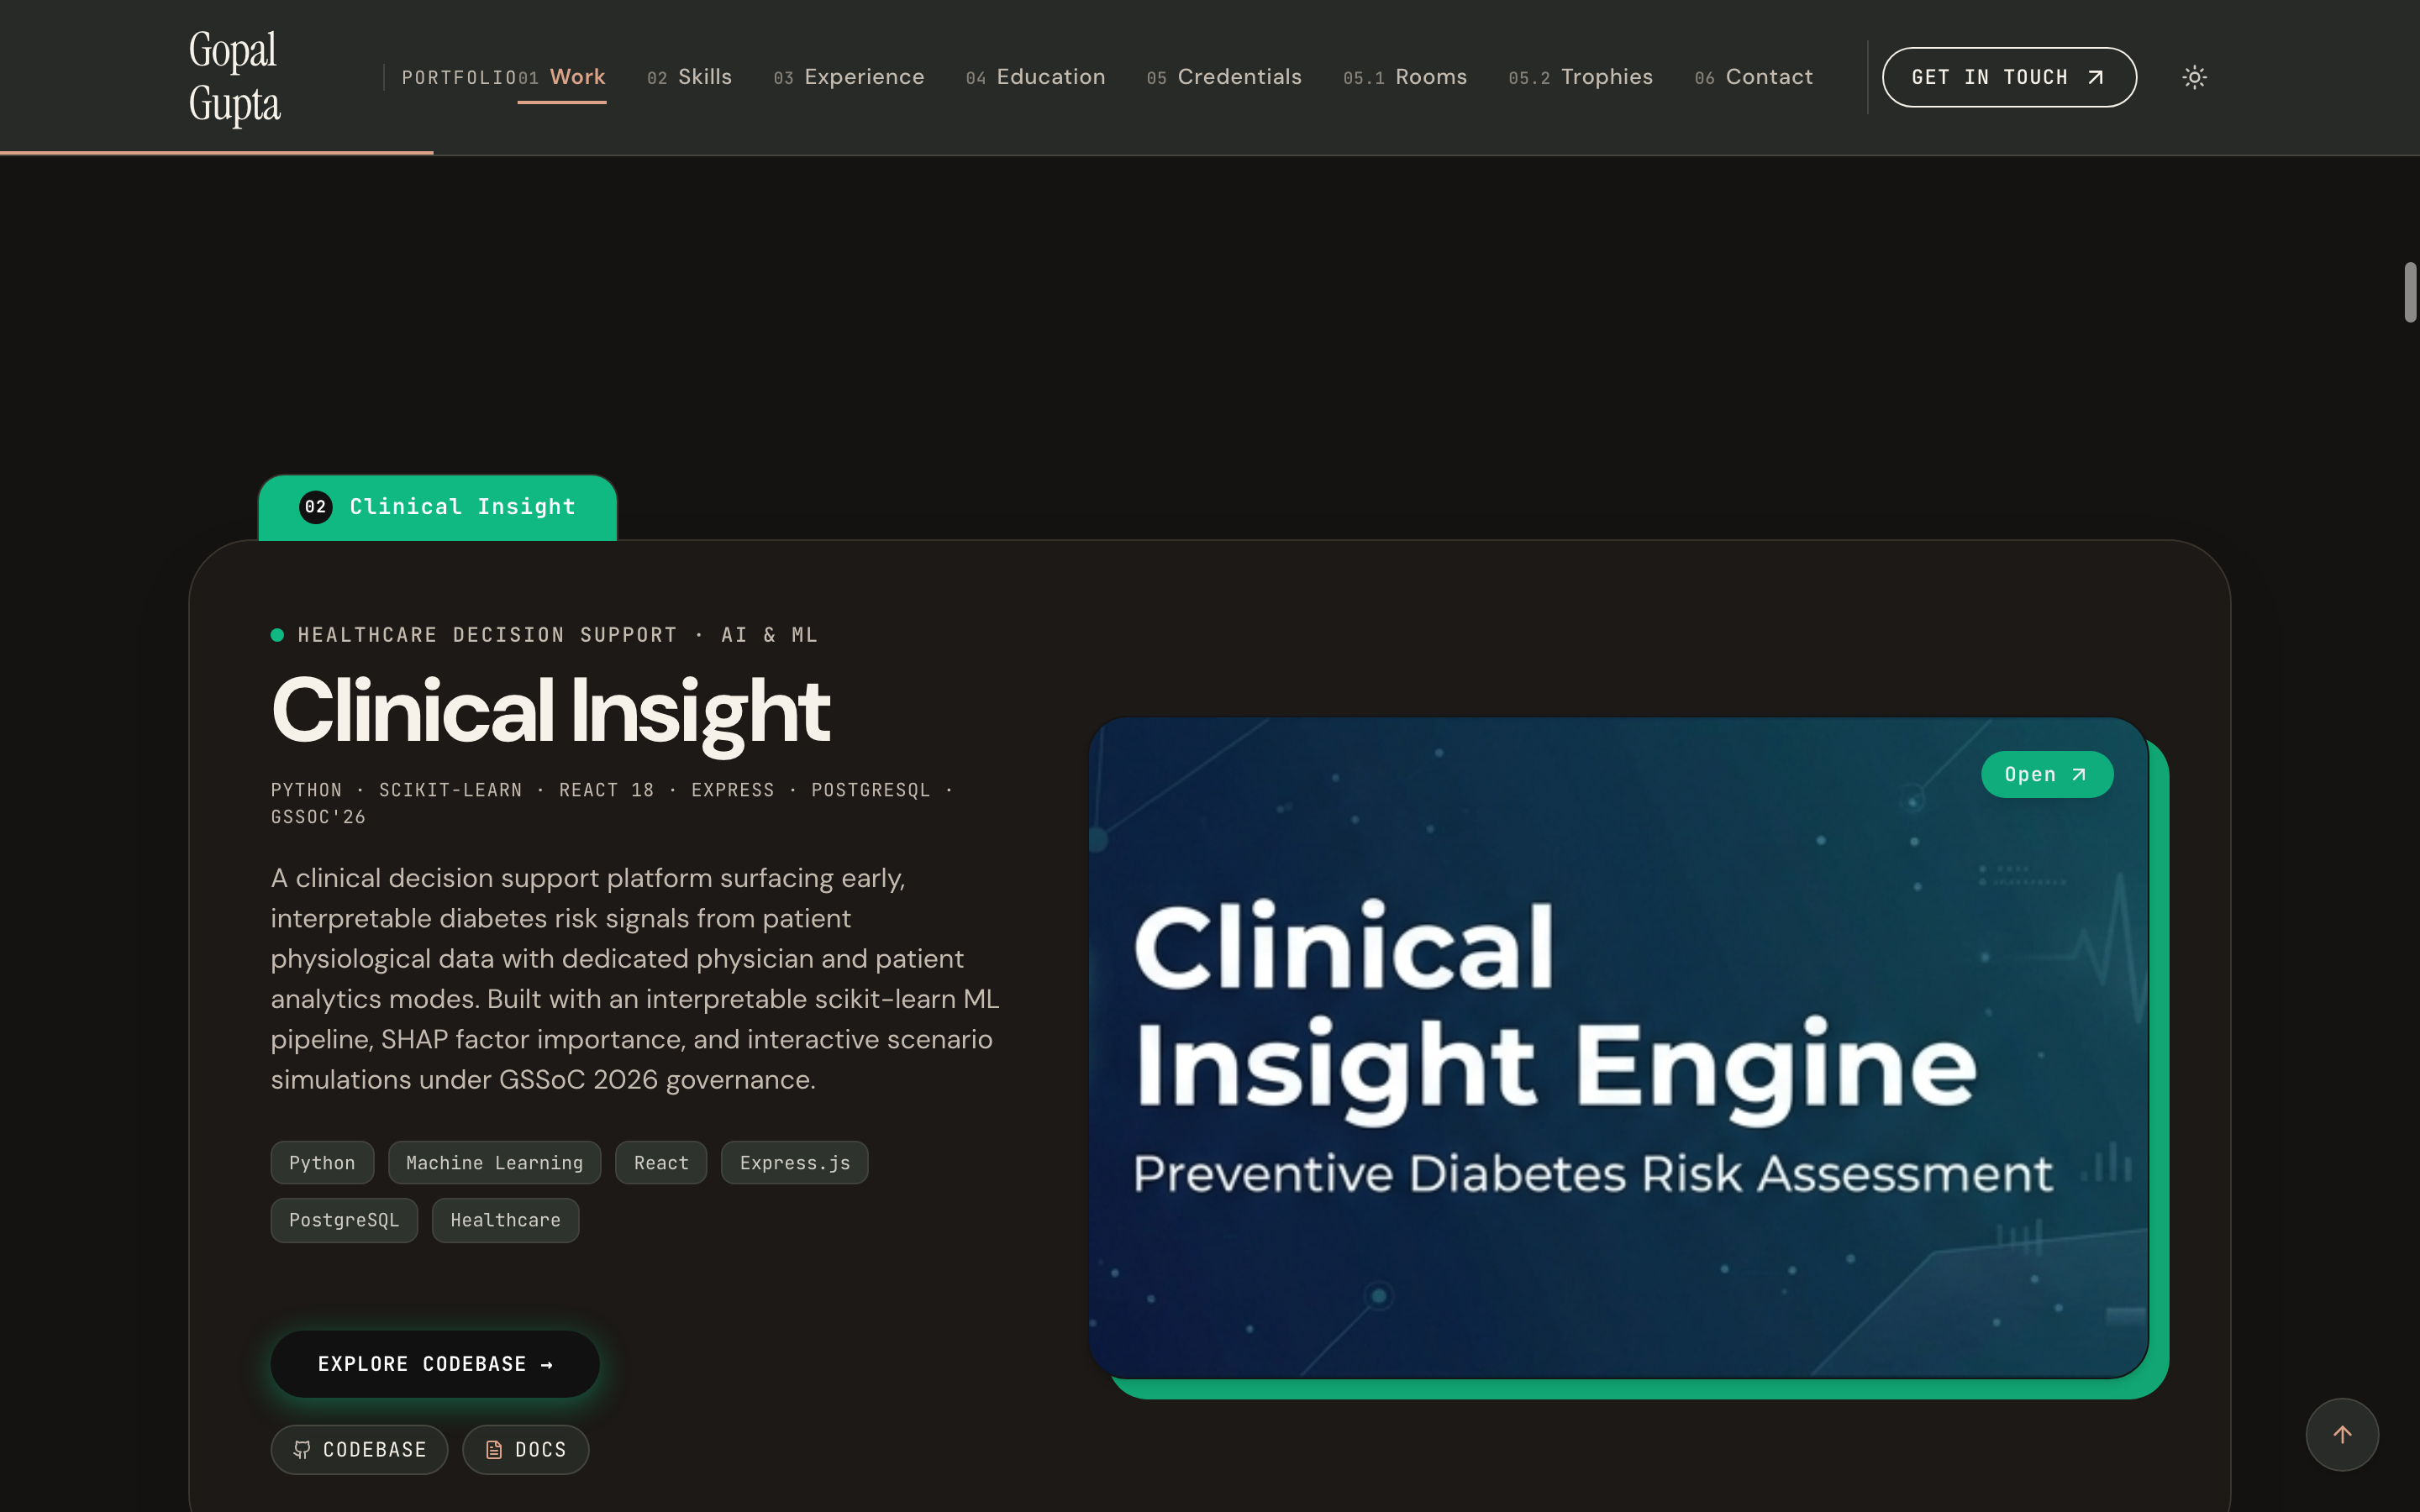 Gopal
Gupta
PORTFOLIO
01 Work
02 Skills
03 Experience
04 Education
05 Credentials
05.1 Rooms
05.2 Trophies
06 Contact
GET IN TOUCH
02 Clinical Insight
HEALTHCARE DECISION SUPPORT · AI & ML
Clinical Insight
PYTHON · SCIKIT-LEARN · REACT 18 · EXPRESS · POSTGRESQL ·
GSSOC'26
A clinical decision support platform surfacing early,
interpretable diabetes risk signals from patient
physiological data with dedicated physician and patient
analytics modes. Built with an interpretable scikit-learn ML
pipeline, SHAP factor importance, and interactive scenario
simulations under GSSoC 2026 governance.
Python
Machine Learning
React
Express.js
PostgreSQL
Healthcare
EXPLORE CODEBASE →
CODEBASE
DOCS
Open
Clinical
Insight Engine
Preventive Diabetes Risk Assessment